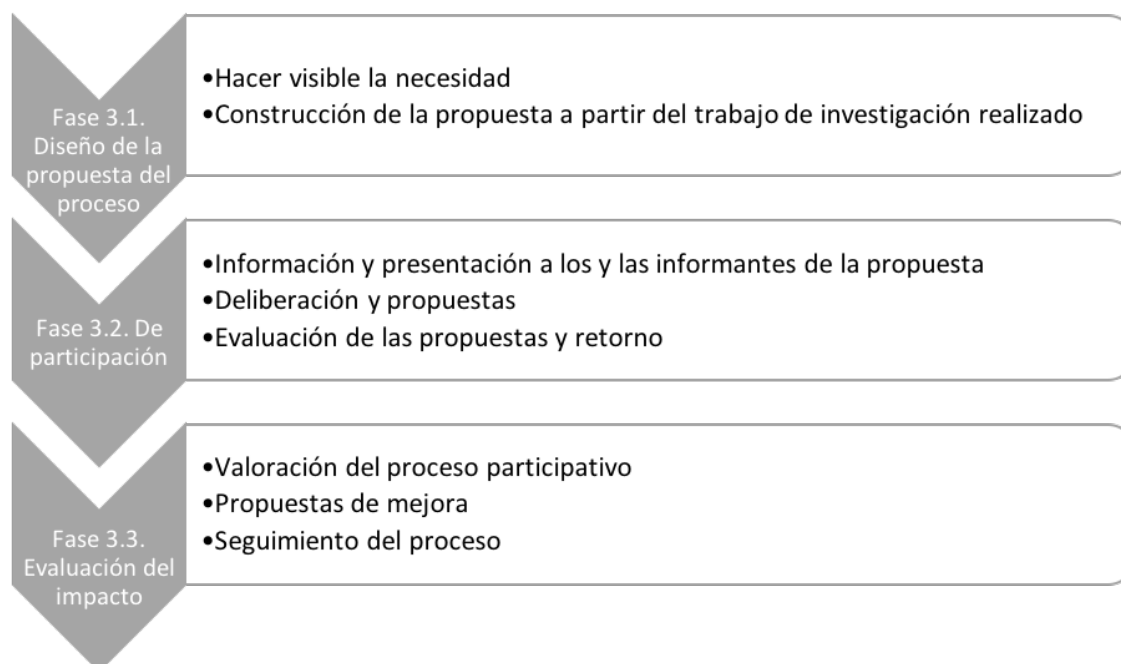 Fase 3.1.
Diseño de la
propuesta del
proceso
•Hacer visible la necesidad
•Construcción de la propuesta a partir del trabajo de investigación realizado
Fase 3.2. De
participación
•Información y presentación a los y las informantes de la propuesta
•Deliberación y propuestas
•Evaluación de las propuestas y retorno
Fase 3.3.
Evaluación del
impacto
•Valoración del proceso participativo
•Propuestas de mejora
•Seguimiento del proceso